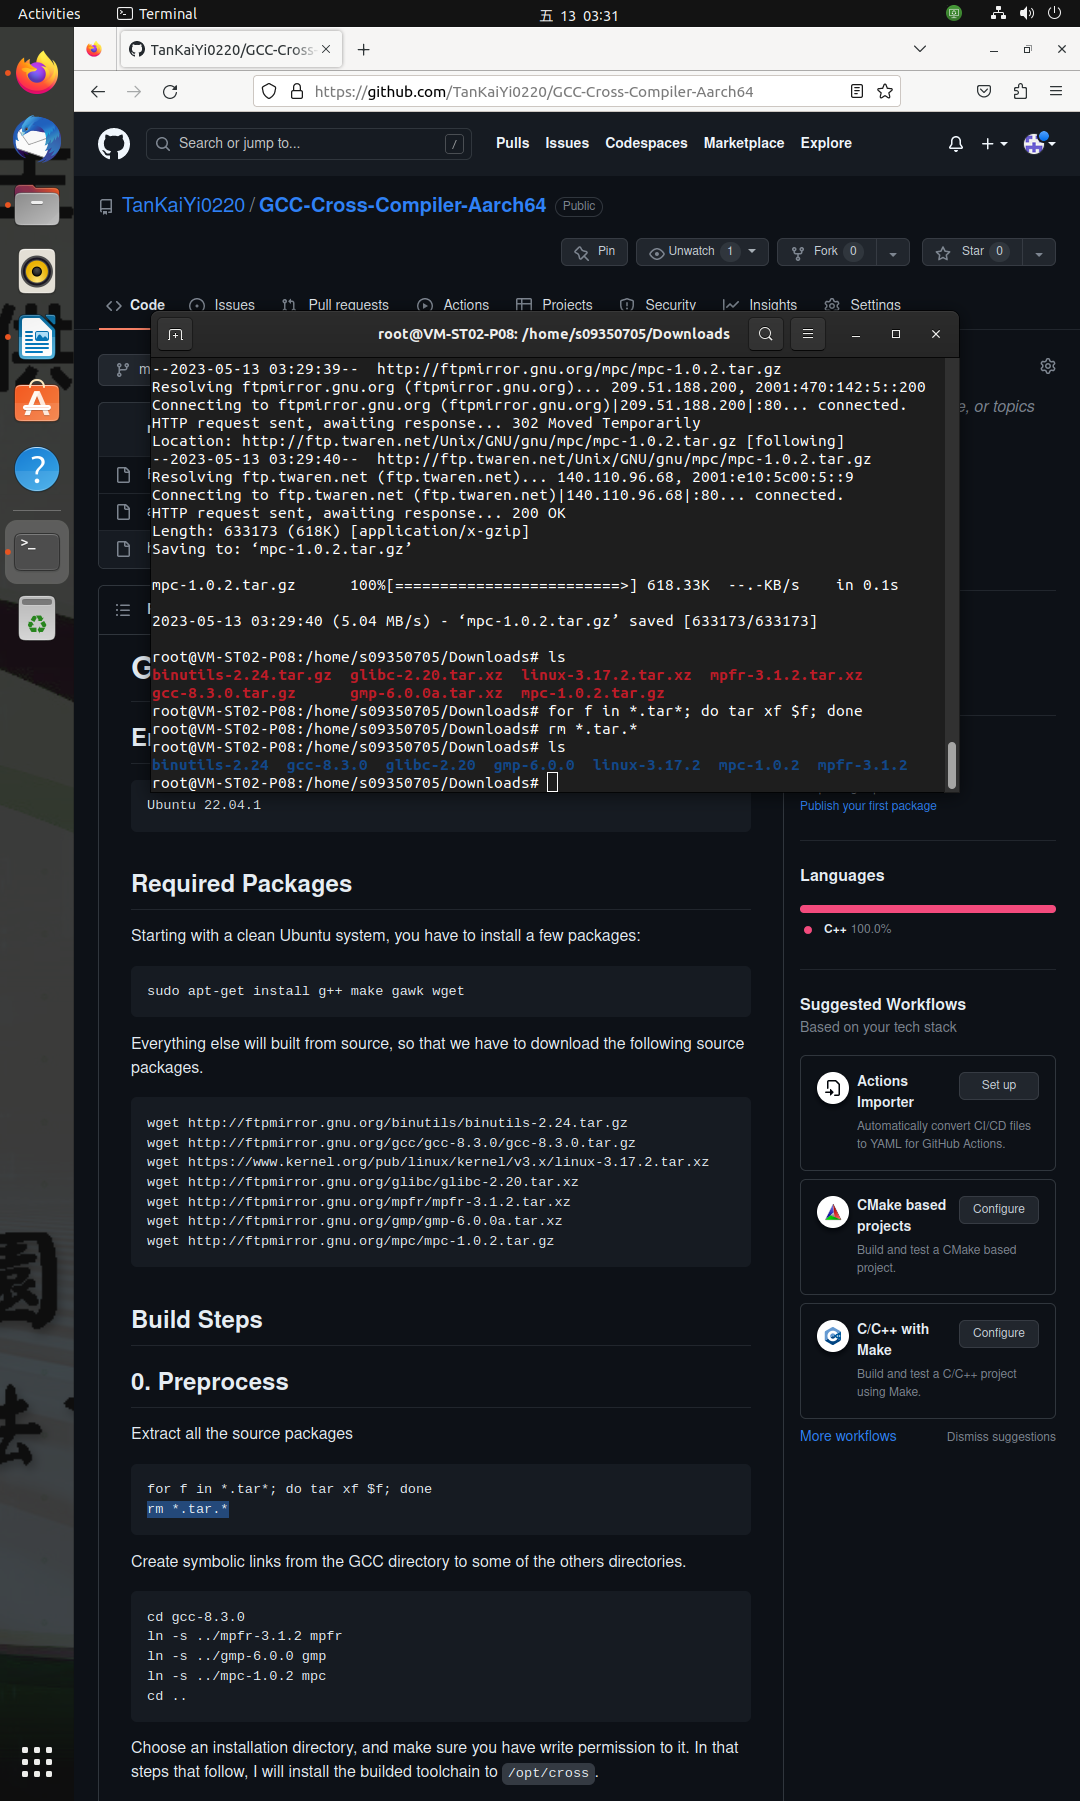 Activities
Terminal
五 13 03:31
TanKaiYi0220/GCC-Cross-
https://github.com/TanKaiYi0220/GCC-Cross-Compiler-Aarch64
Search or jump to...
/
Pulls
Issues
Codespaces
Marketplace
Explore
TanKaiYi0220 / GCC-Cross-Compiler-Aarch64
Public
Pin
Unwatch 1
Fork 0
Star 0
Code
Issues
Pull requests
Actions
Projects
Security
Insights
Settings
root@VM-ST02-P08: /home/s09350705/Downloads
e, or topics
--2023-05-13 03:29:39-- http://ftpmirror.gnu.org/mpc/mpc-1.0.2.tar.gz
Resolving ftpmirror.gnu.org (ftpmirror.gnu.org)... 209.51.188.200, 2001:470:142:5::200
Connecting to ftpmirror.gnu.org (ftpmirror.gnu.org)|209.51.188.200|:80... connected.
HTTP request sent, awaiting response... 302 Moved Temporarily
Location: http://ftp.twaren.net/Unix/GNU/gnu/mpc/mpc-1.0.2.tar.gz [following]
--2023-05-13 03:29:40-- http://ftp.twaren.net/Unix/GNU/gnu/mpc/mpc-1.0.2.tar.gz
Resolving ftp.twaren.net (ftp.twaren.net)... 140.110.96.68, 2001:e10:5c00:5::9
Connecting to ftp.twaren.net (ftp.twaren.net)|140.110.96.68|:80... connected.
HTTP request sent, awaiting response... 200 OK
Length: 633173 (618K) [application/x-gzip]
Saving to: ‘mpc-1.0.2.tar.gz’
mpc-1.0.2.tar.gz 100%[=========================>] 618.33K --.-KB/s in 0.1s
2023-05-13 03:29:40 (5.04 MB/s) - ‘mpc-1.0.2.tar.gz’ saved [633173/633173]
root@VM-ST02-P08:/home/s09350705/Downloads# ls
binutils-2.24.tar.gz glibc-2.20.tar.xz linux-3.17.2.tar.xz mpfr-3.1.2.tar.xz
gcc-8.3.0.tar.gz gmp-6.0.0a.tar.xz mpc-1.0.2.tar.gz
root@VM-ST02-P08:/home/s09350705/Downloads# for f in *.tar*; do tar xf $f; done
root@VM-ST02-P08:/home/s09350705/Downloads# rm *.tar.*
root@VM-ST02-P08:/home/s09350705/Downloads# ls
binutils-2.24 gcc-8.3.0 glibc-2.20 gmp-6.0.0 linux-3.17.2 mpc-1.0.2 mpfr-3.1.2
root@VM-ST02-P08:/home/s09350705/Downloads#
Ubuntu 22.04.1
Required Packages
Starting with a clean Ubuntu system, you have to install a few packages:
sudo apt-get install g++ make gawk wget
Everything else will built from source, so that we have to download the following source
packages.
wget http://ftpmirror.gnu.org/binutils/binutils-2.24.tar.gz
wget http://ftpmirror.gnu.org/gcc/gcc-8.3.0/gcc-8.3.0.tar.gz
wget https://www.kernel.org/pub/linux/kernel/v3.x/linux-3.17.2.tar.xz
wget http://ftpmirror.gnu.org/glibc/glibc-2.20.tar.xz
wget http://ftpmirror.gnu.org/mpfr/mpfr-3.1.2.tar.xz
wget http://ftpmirror.gnu.org/gmp/gmp-6.0.0a.tar.xz
wget http://ftpmirror.gnu.org/mpc/mpc-1.0.2.tar.gz
Build Steps
0. Preprocess
Extract all the source packages
for f in *.tar*; do tar xf $f; done
rm *.tar.*
Create symbolic links from the GCC directory to some of the others directories.
cd gcc-8.3.0
ln -s ../mpfr-3.1.2 mpfr
ln -s ../gmp-6.0.0 gmp
ln -s ../mpc-1.0.2 mpc
cd ..
Choose an installation directory, and make sure you have write permission to it. In that
steps that follow, I will install the builded toolchain to /opt/cross.
Publish your first package
Languages
C++ 100.0%
Suggested Workflows
Based on your tech stack
Actions
Importer
Set up
Automatically convert CI/CD files
to YAML for GitHub Actions.
CMake based
projects
Configure
Build and test a CMake based
project.
C/C++ with
Make
Configure
Build and test a C/C++ project
using Make.
More workflows
Dismiss suggestions